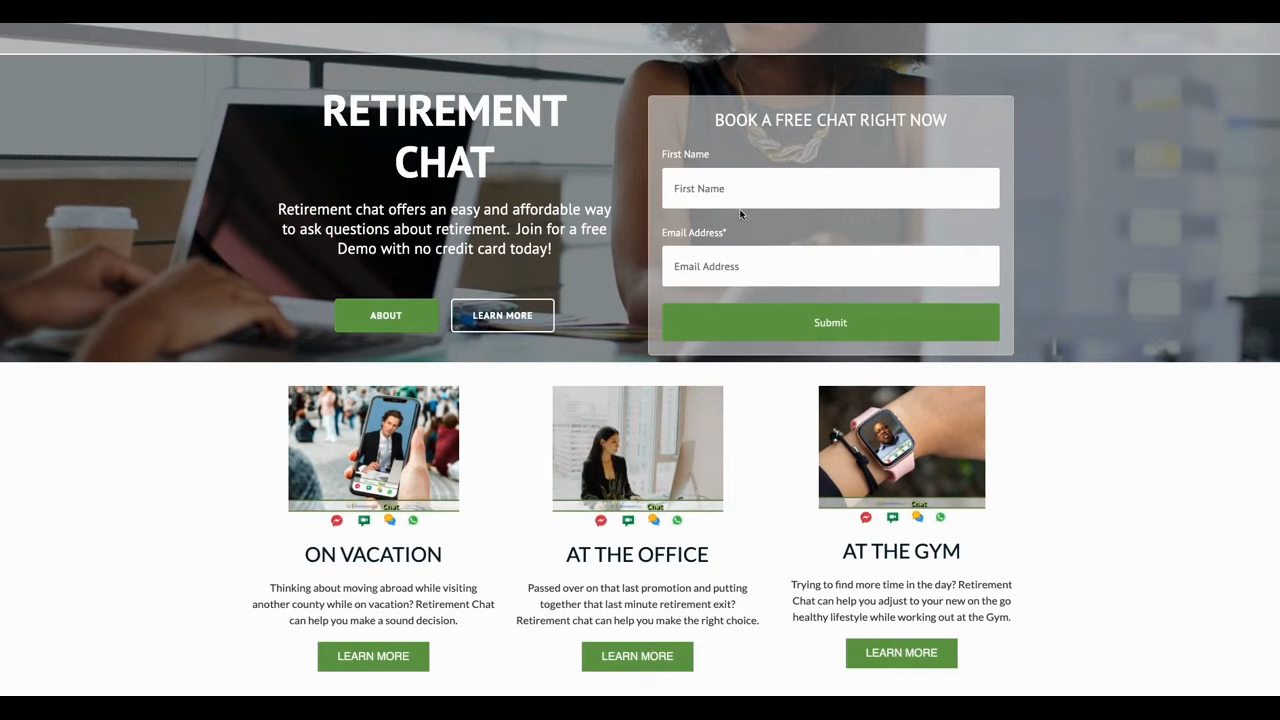 RETIREMENT
CHAT
Retirement chat offers an easy and affordable way
to ask questions about retirement. Join for a free
Demo with no credit card today!
ABOUT
LEARN MORE
BOOK A FREE CHAT RIGHT NOW
First Name
First Name
Email Address*
Email Address
Submit
Chat
ON VACATION
Thinking about moving abroad while visiting
another county while on vacation? Retirement Chat
can help you make a sound decision.
LEARN MORE
Chat
AT THE OFFICE
Passed over on that last promotion and putting
together that last minute retirement exit?
Retirement chat can help you make the right choice.
LEARN MORE
Chat
AT THE GYM
Trying to find more time in the day? Retirement
Chat can help you adjust to your new on the go
healthy lifestyle while working out at the Gym.
LEARN MORE